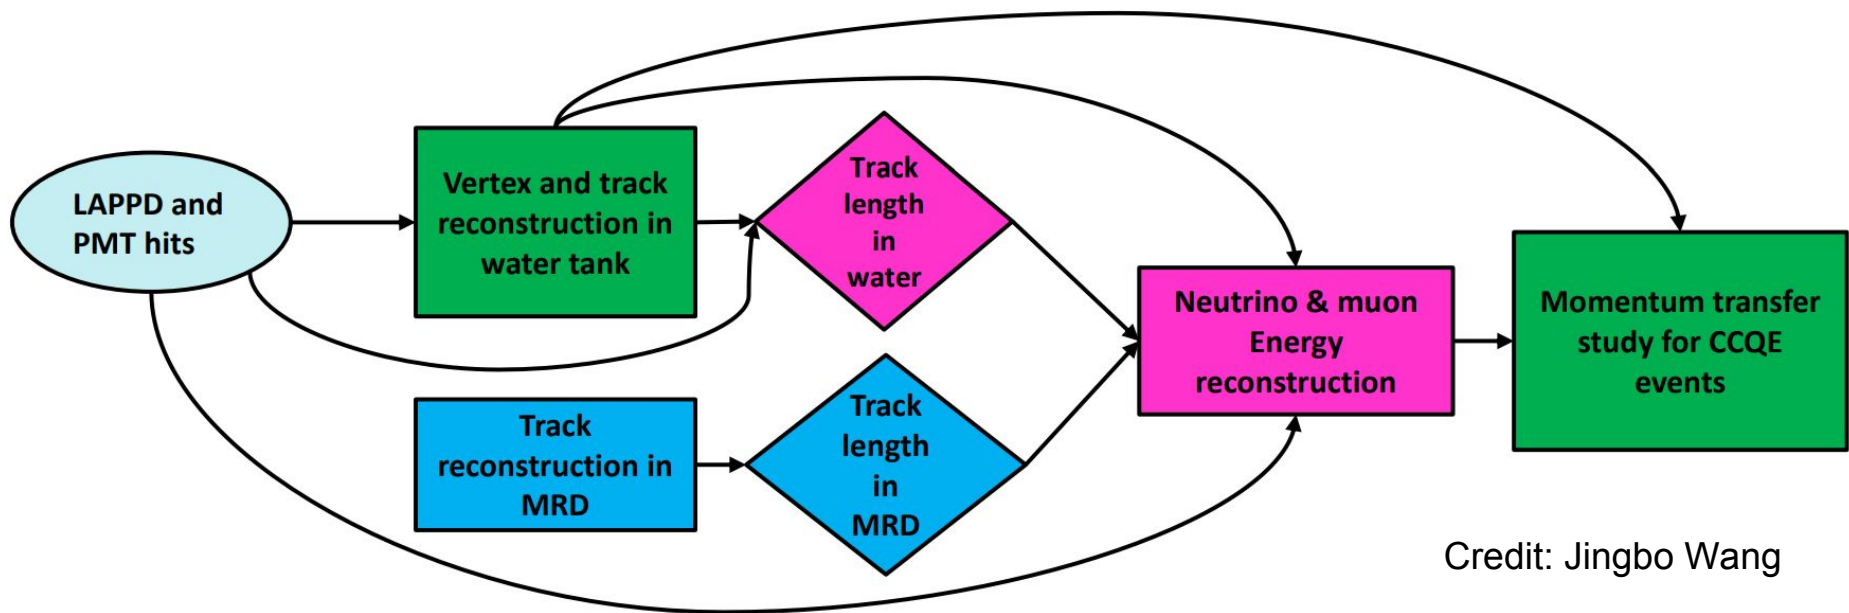 LAPPD and
PMT hits
Vertex and track
reconstruction in
water tank
Track
length
in
water
Track
reconstruction in
MRD
Track
length
in
MRD
Neutrino & muon
Energy
reconstruction
Momentum transfer
study for CCQE
events
Credit: Jingbo Wang